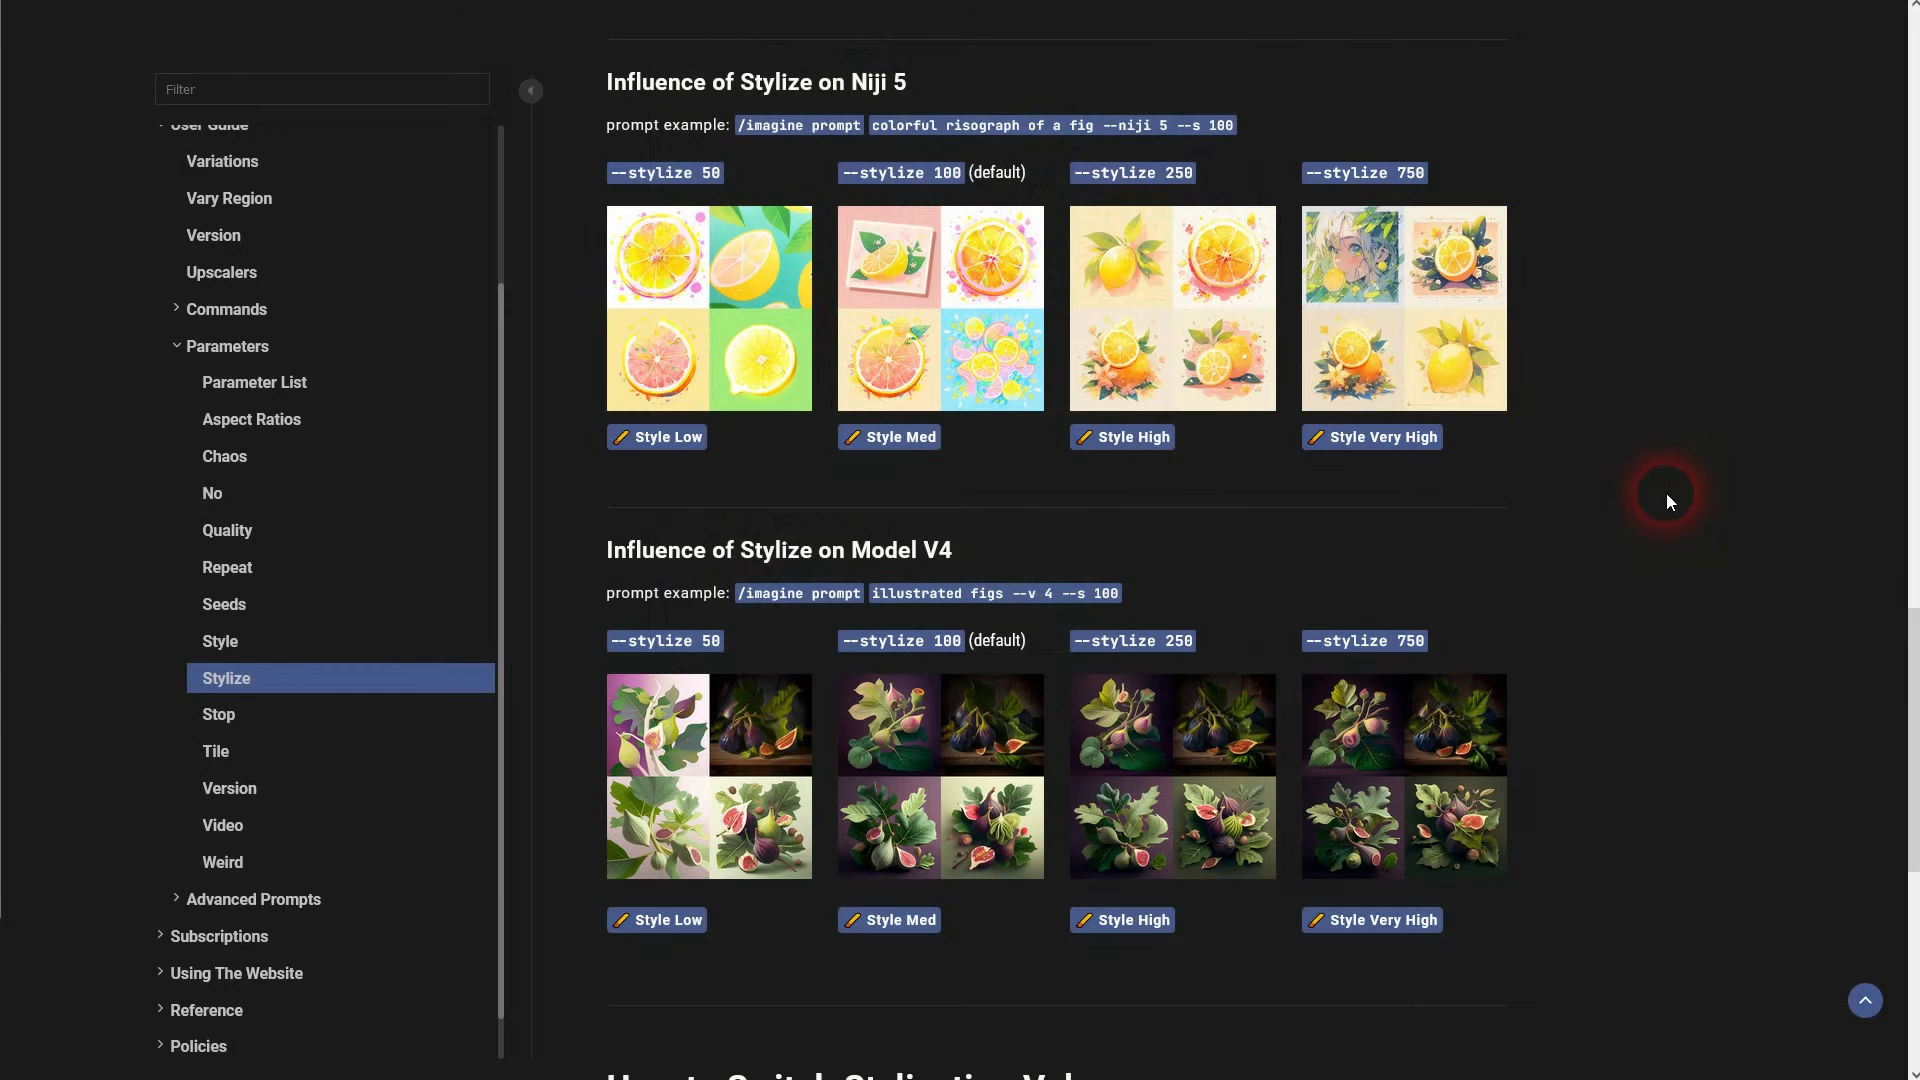 Filter
User Guide
Variations
Vary Region
Version
Upscalers
Commands
Parameters
Parameter List
Aspect Ratios
Chaos
No
Quality
Repeat
Seeds
Style
Stylize
Stop
Tile
Version
Video
Weird
Advanced Prompts
Subscriptions
Using The Website
Reference
Policies
Influence of Stylize on Niji 5
prompt example: /imagine prompt colorful risograph of a fig --niji 5 --s 100
--stylize 50 --stylize 100 (default) --stylize 250 --stylize 750
Style Low Style Med Style High Style Very High
Influence of Stylize on Model V4
prompt example: /imagine prompt illustrated figs --v 4 --s 100
--stylize 50 --stylize 100 (default) --stylize 250 --stylize 750
Style Low Style Med Style High Style Very High